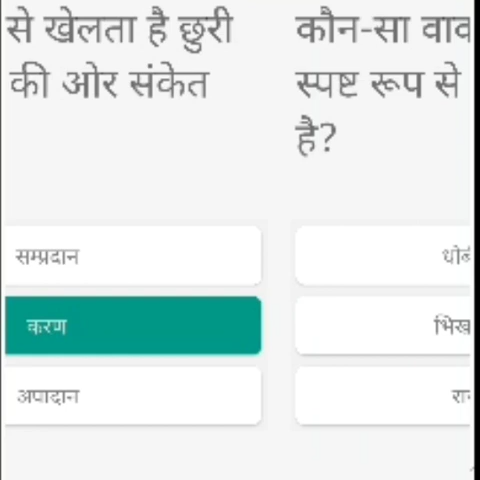 से खेलता है छुरी
की ओर संकेत
सम्प्रदान
करण
अपादान
कौन-सा
स्पष्ट रूप से
है?